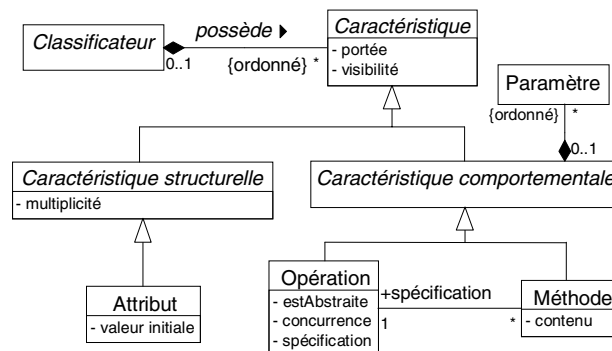 Classificateur
possède
0..1
{ordonné} *
Caractéristique
- portée
- visibilité
Paramètre
{ordonné} *
0..1
Caractéristique structurelle
- multiplicité
Caractéristique comportementale
Attribut
- valeur initiale
Opération
- estAbstraite
- concurrence
- spécification
+spécification
1
*
Méthode
- contenu